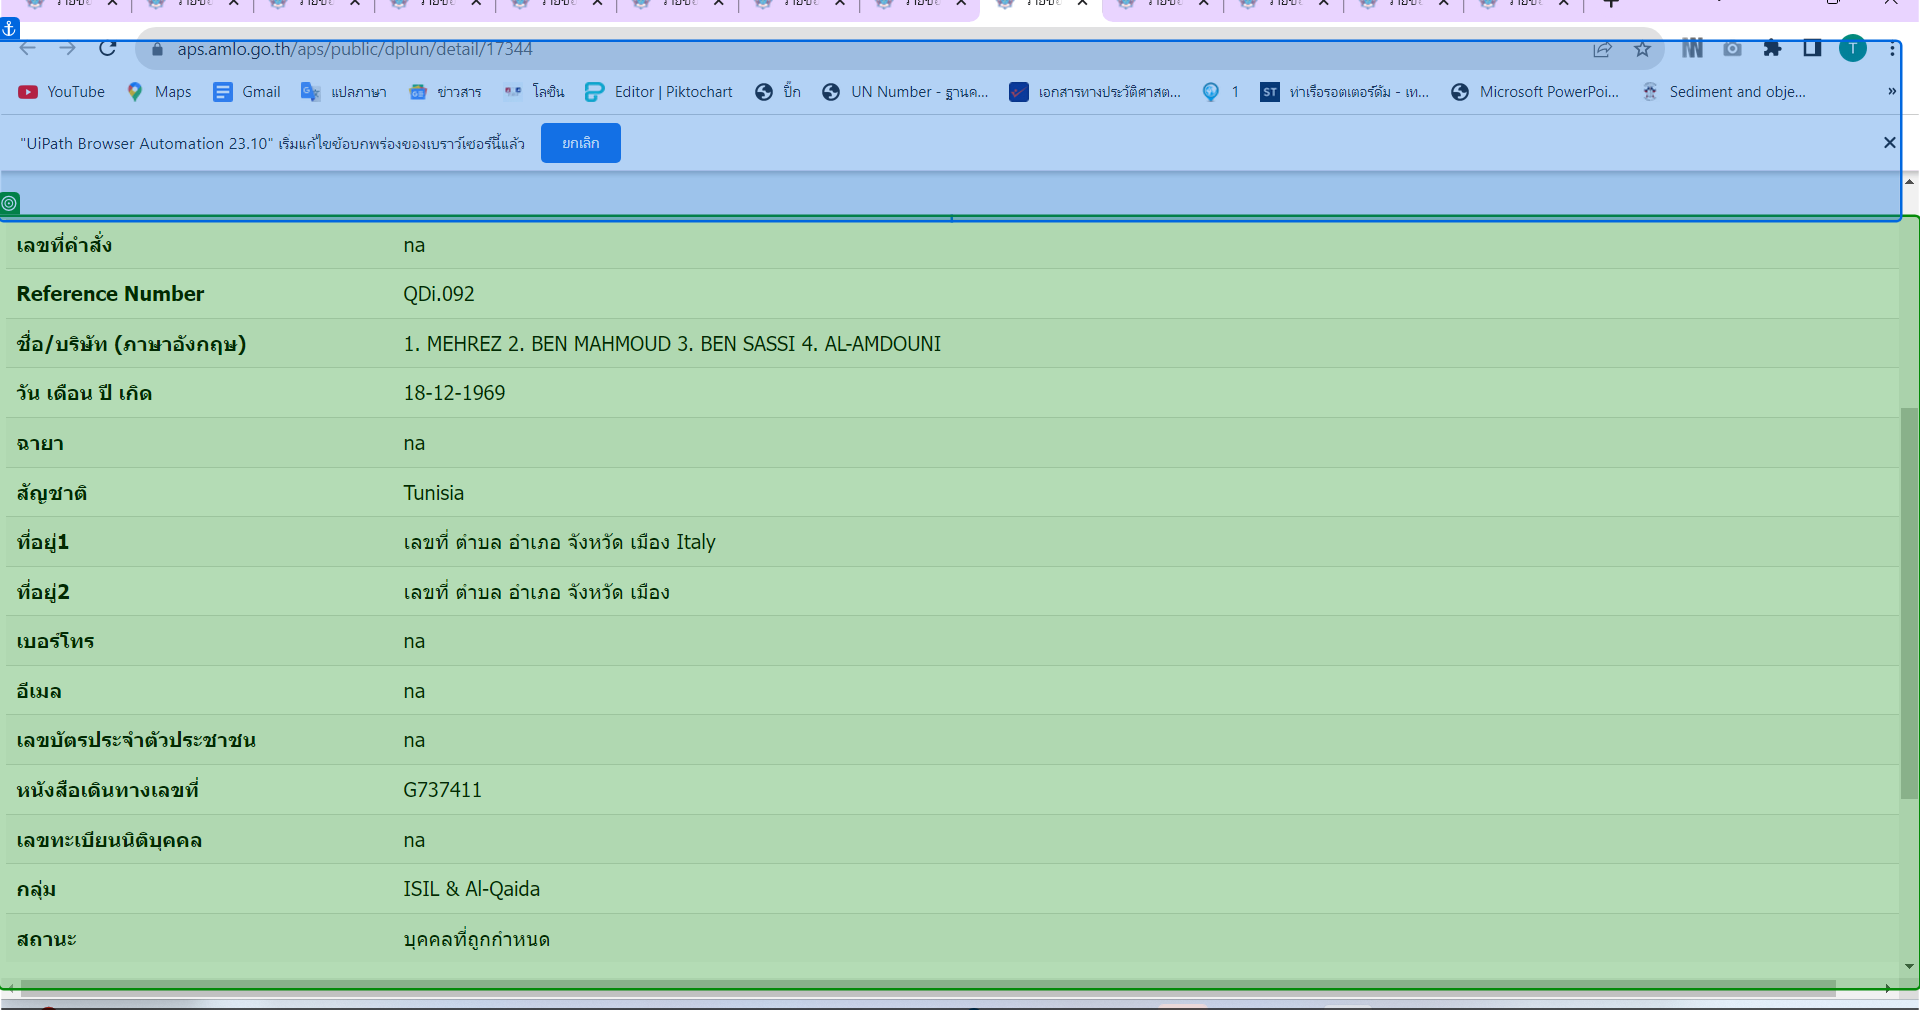 aps.amlo.go.th/aps/public/dplun/detail/17344
T
YouTube Maps Gmail แปลภาษา ข่าวสาร โลซิน Editor | Piktochart ปิ๊ก UN Number - ฐานค... เอกสารทางประวัติศาสต... 1 ST ท่าเรือรอตเตอร์ดัม - เท... Microsoft PowerPoi... Sediment and obje... »
"UiPath Browser Automation 23.10" เริ่มแก้ไขข้อบกพร่องของเบราว์เซอร์นี้แล้ว ยกเลิก
เลขที่คำสั่ง na
Reference Number QDi.092
ชื่อ/บริษัท (ภาษาอังกฤษ) 1. MEHREZ 2. BEN MAHMOUD 3. BEN SASSI 4. AL-AMDOUNI
วัน เดือน ปี เกิด 18-12-1969
ฉายา na
สัญชาติ Tunisia
ที่อยู่1 เลขที่ ตำบล อำเภอ จังหวัด เมือง Italy
ที่อยู่2 เลขที่ ตำบล อำเภอ จังหวัด เมือง
เบอร์โทร na
อีเมล na
เลขบัตรประจำตัวประชาชน na
หนังสือเดินทางเลขที่ G737411
เลขทะเบียนนิติบุคคล na
กลุ่ม ISIL & Al-Qaida
สถานะ บุคคลที่ถูกกำหนด